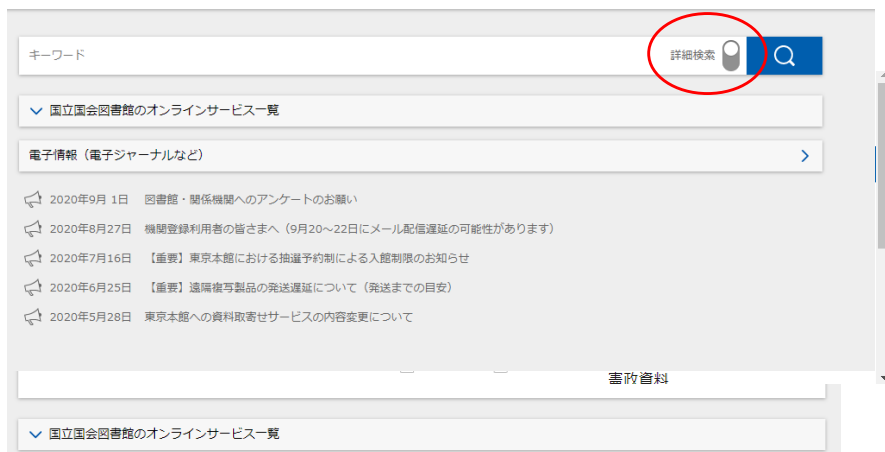 キーワード 詳細検索
国立国会図書館のオンラインサービス一覧
電子情報（電子ジャーナルなど）
2020年9月 1日 図書館・関係機関へのアンケートのお願い
2020年8月27日 機関登録利用者の皆さまへ（9月20～22日にメール配信遅延の可能性があります）
2020年7月16日 【重要】東京本館における抽選予約制による入館制限のお知らせ
2020年6月25日 【重要】遠隔複写製品の発送遅延について（発送までの目安）
2020年5月28日 東京本館への資料取寄せサービスの内容変更について
憲政資料
国立国会図書館のオンラインサービス一覧